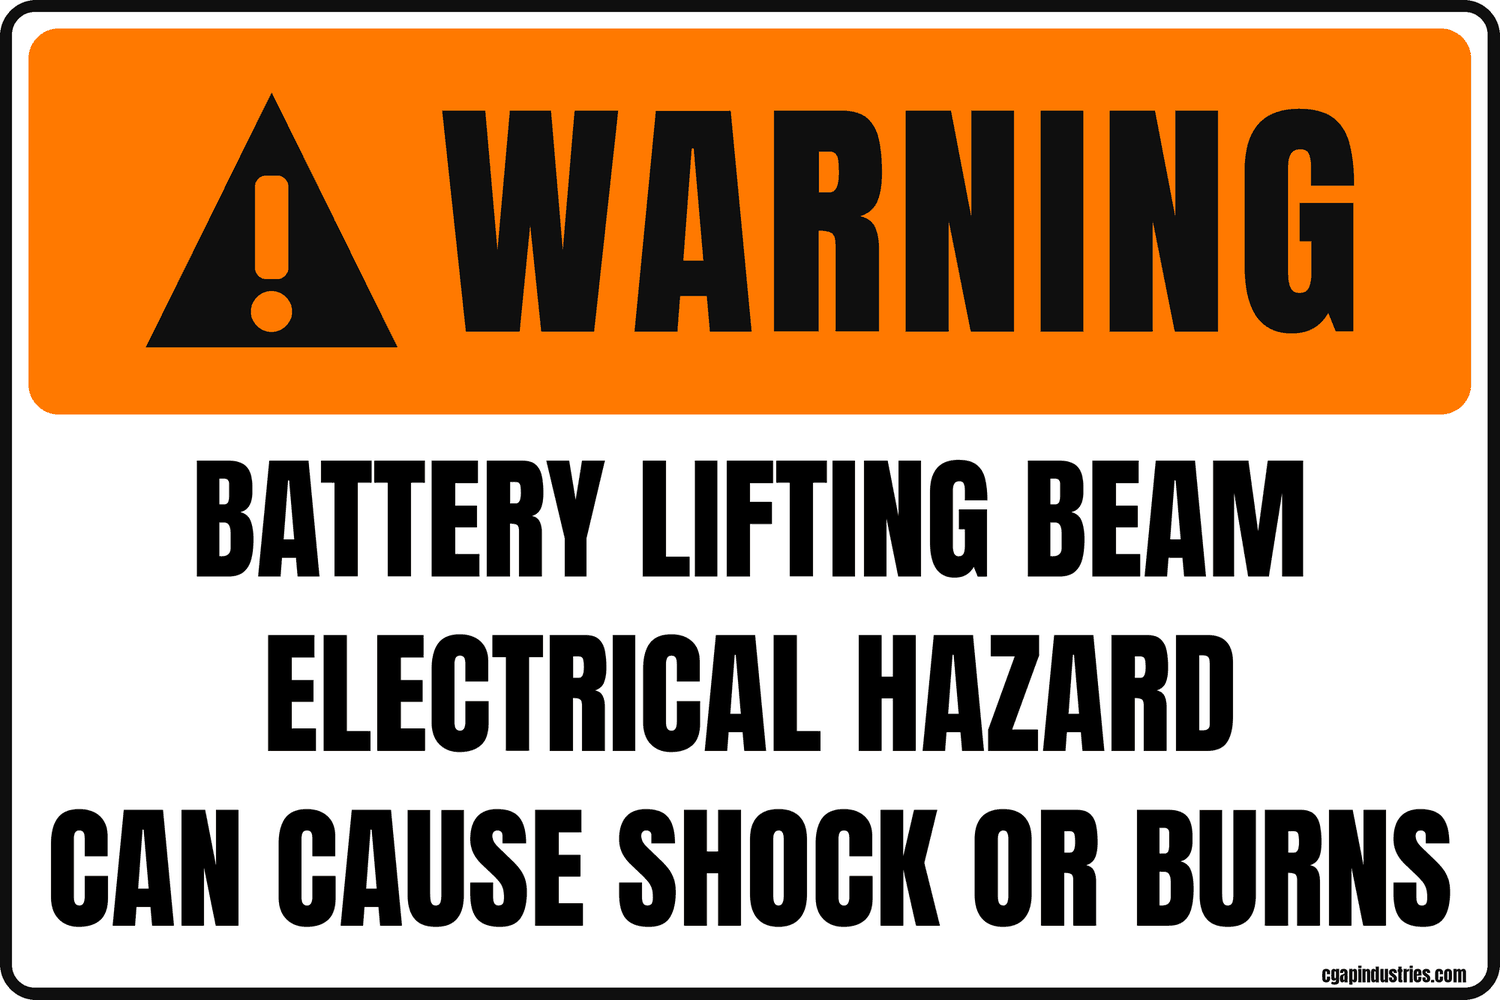 WARNING
BATTERY LIFTING BEAM
ELECTRICAL HAZARD
CAN CAUSE SHOCK OR BURNS
cgapindustries.com